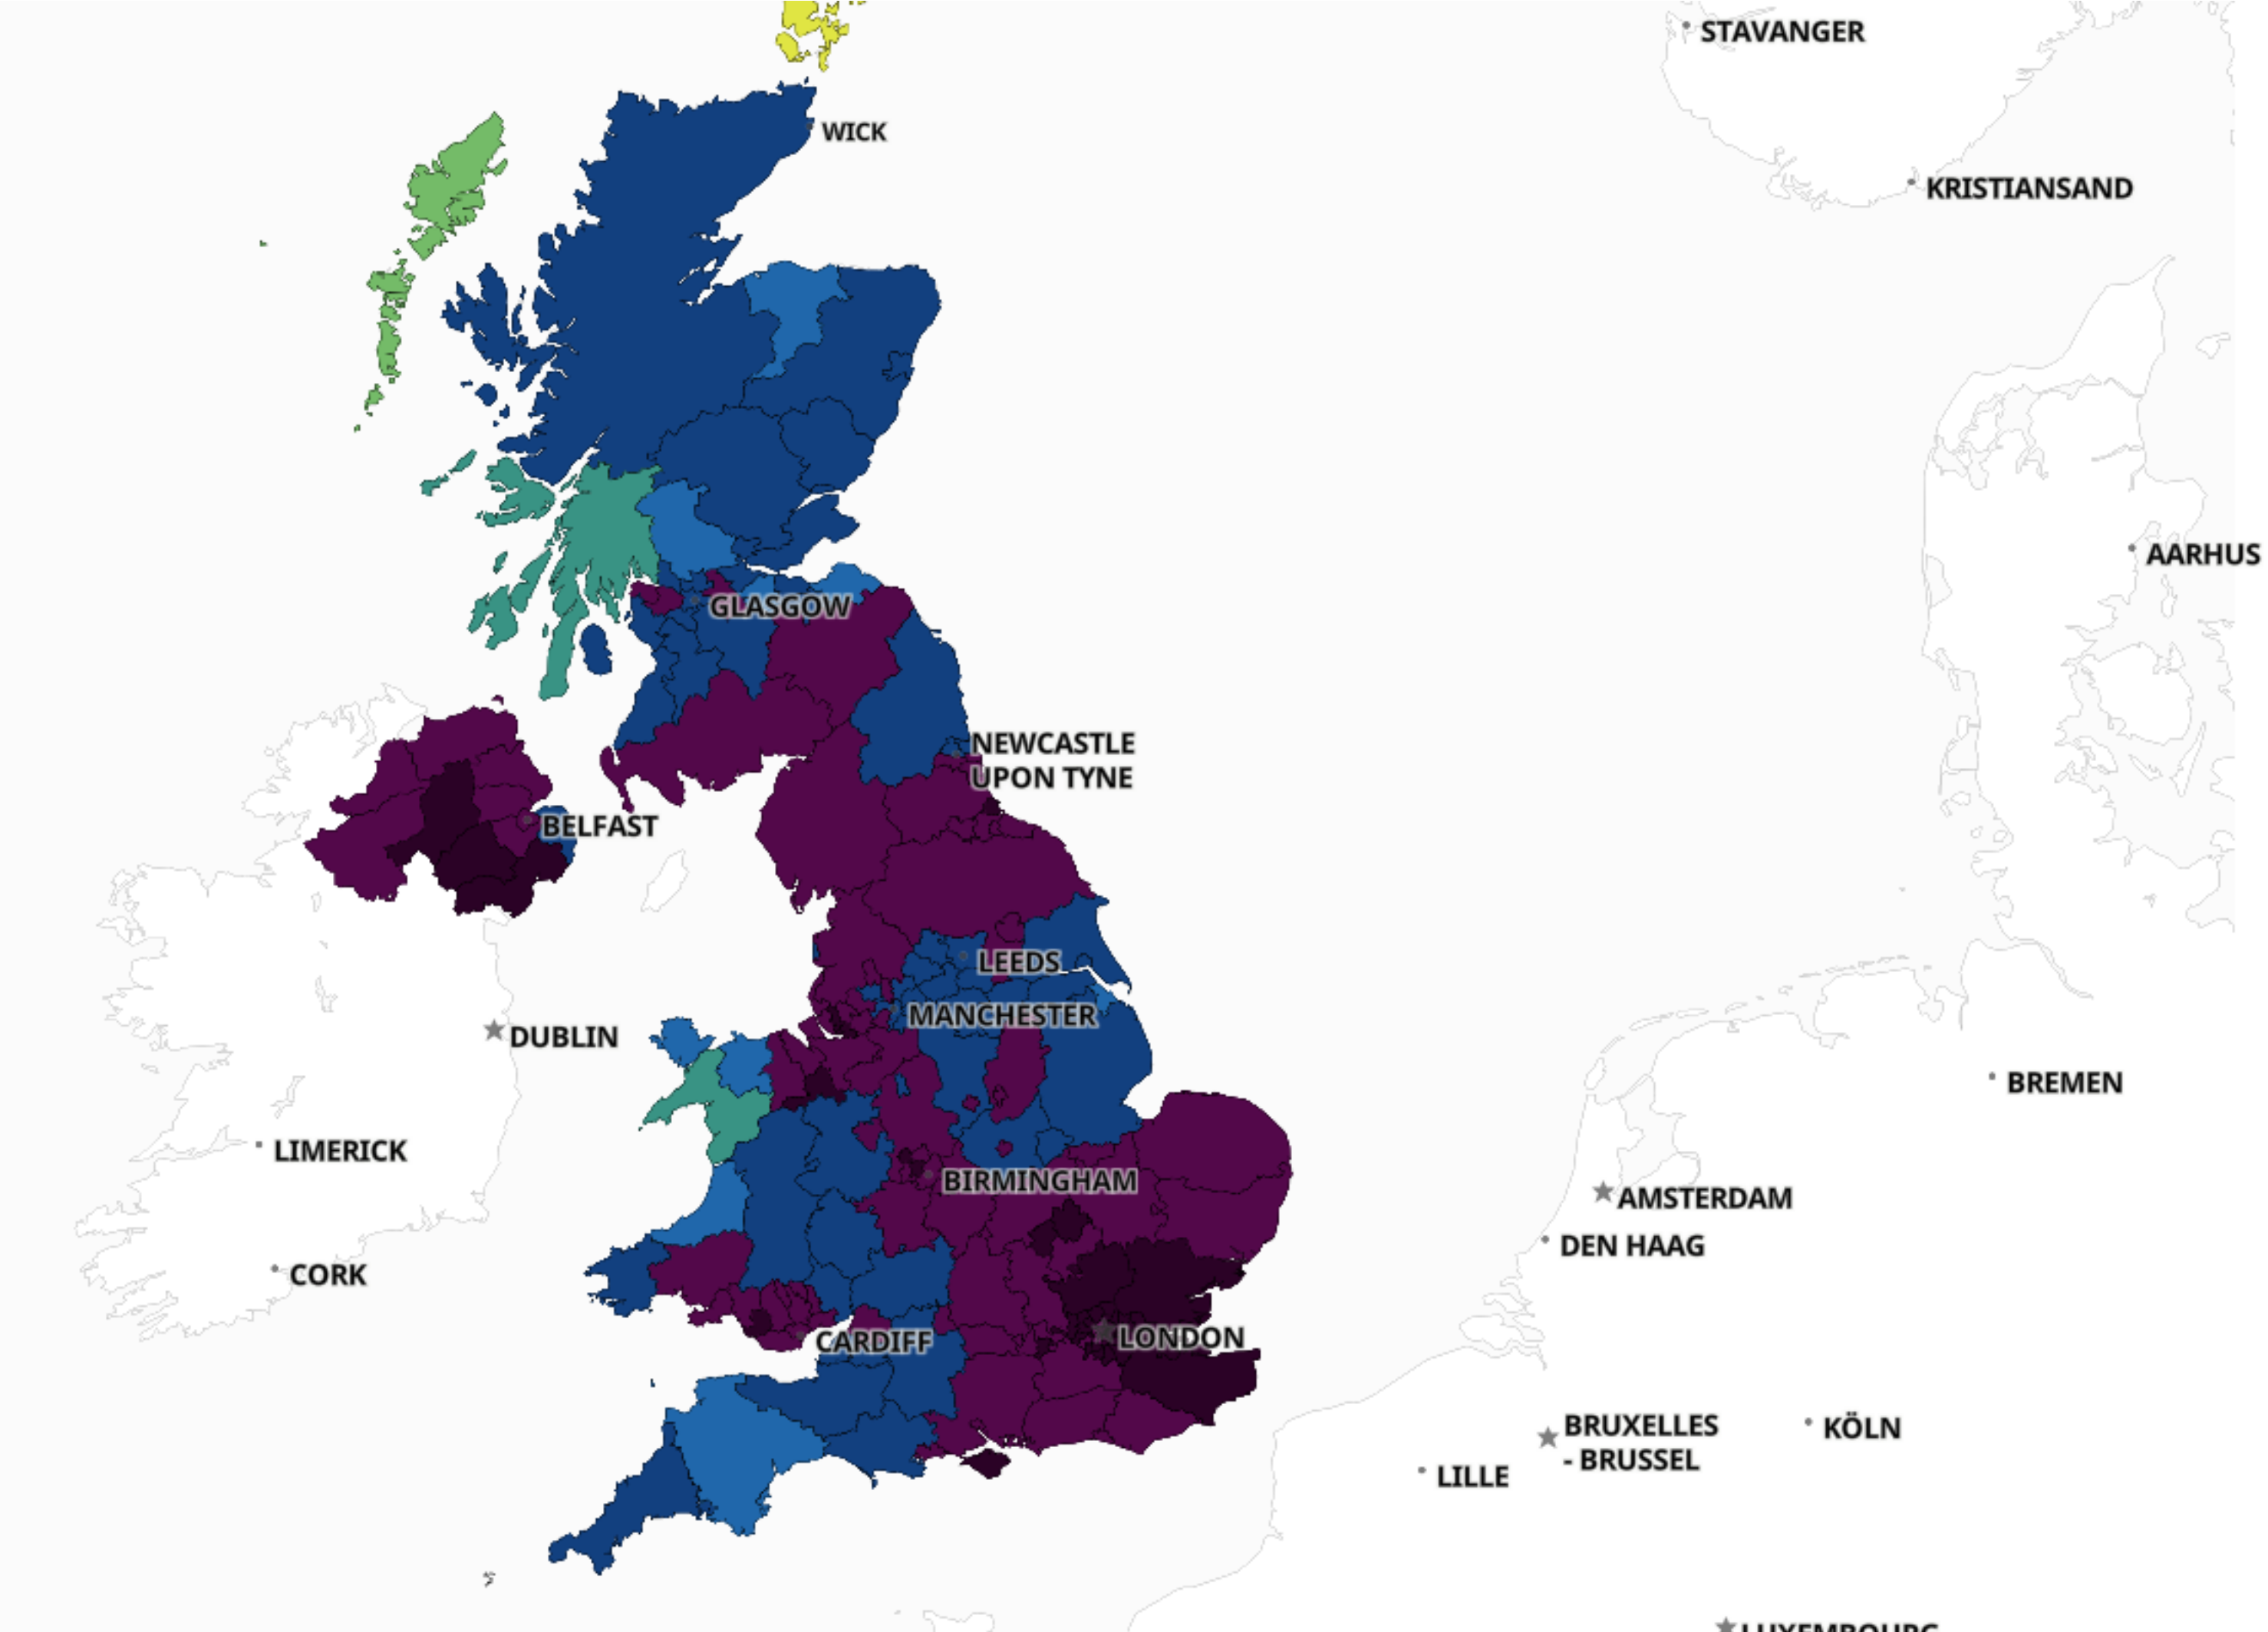 STAVANGER
WICK
KRISTIANSAND
AARHUS
GLASGOW
NEWCASTLE
UPON TYNE
BELFAST
LEEDS
MANCHESTER
DUBLIN
BREMEN
LIMERICK
BIRMINGHAM
AMSTERDAM
DEN HAAG
CORK
LONDON
CARDIFF
BRUXELLES
- BRUSSEL
KÖLN
LILLE
LUXEMBOURG